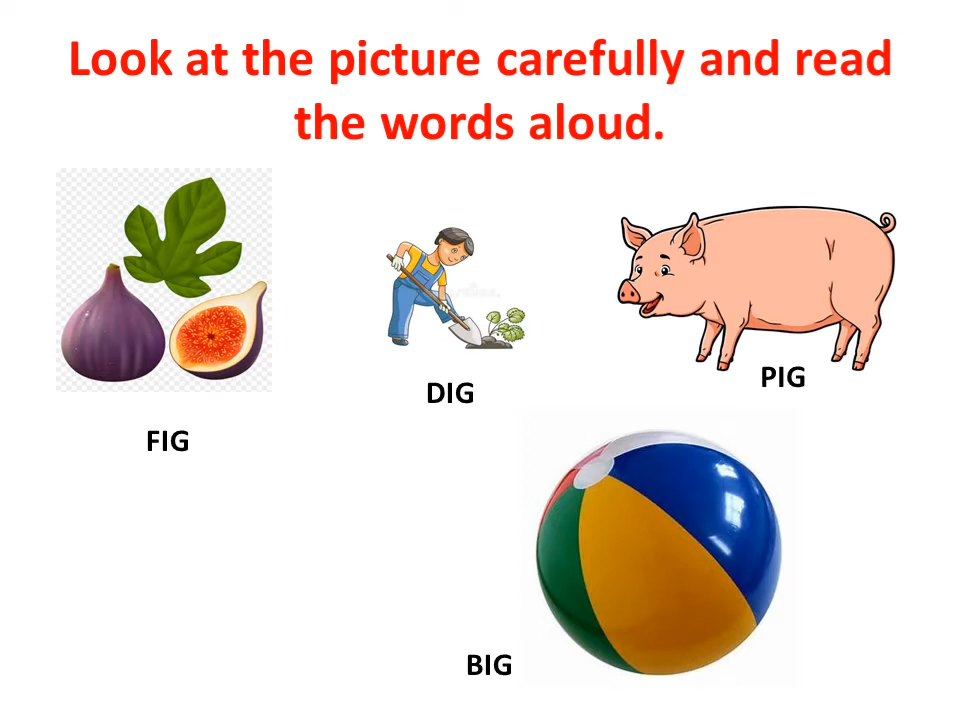 Look at the picture carefully and read
the words aloud.
FIG
DIG
PIG
BIG